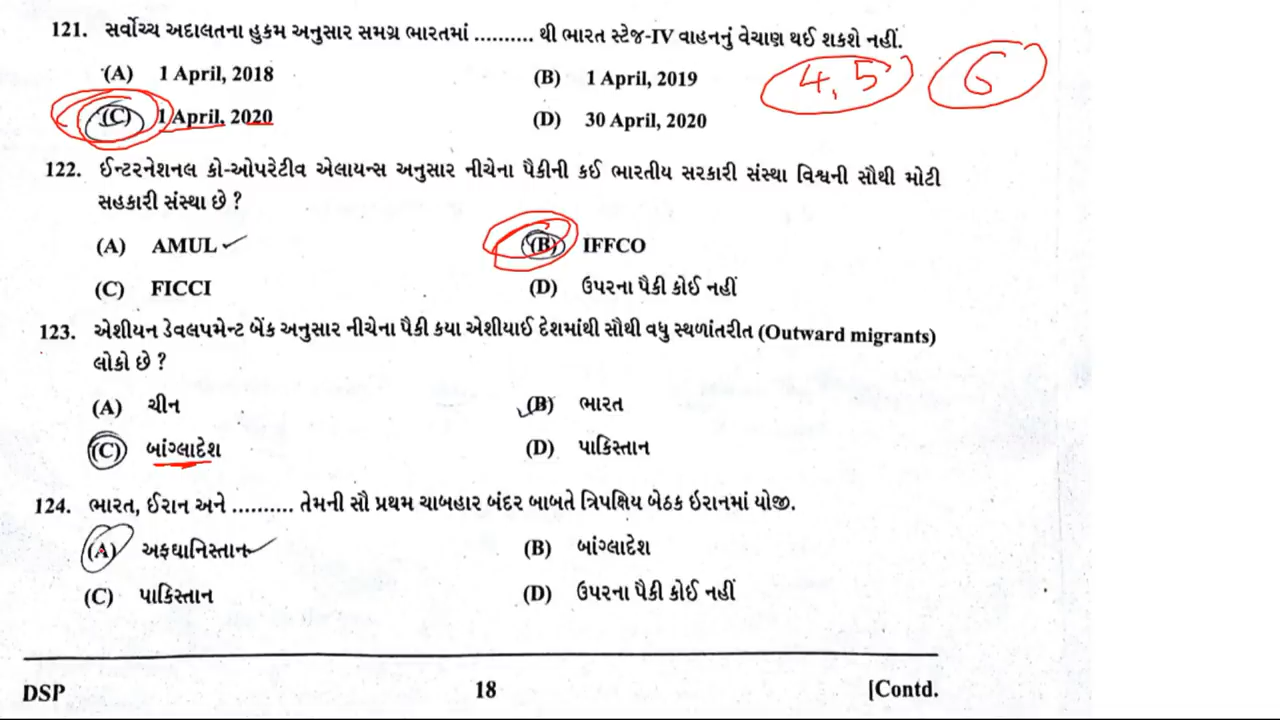 121. સર્વોચ્ચ અદાલતના હુકમ અનુસાર સમગ્ર ભારતમાં .......... થી ભારત સ્ટેજ-IV વાહનનું વેચાણ થઈ શકશે નહીં.
(A) 1 April, 2018 (B) 1 April, 2019 4, 5 6
(C) 1 April, 2020 (D) 30 April, 2020
122. ઈન્ટરનેશનલ કો-ઓપરેટીવ એલાયન્સ અનુસાર નીચેના પૈકીની કઈ ભારતીય સરકારી સંસ્થા વિશ્વની સૌથી મોટી
સહકારી સંસ્થા છે ?
(A) AMUL (B) IFFCO
(C) FICCI (D) ઉપરના પૈકી કોઈ નહીં
123. એશીયન ડેવલપમેન્ટ બેંક અનુસાર નીચેના પૈકી કયા એશીયાઈ દેશમાંથી સૌથી વધુ સ્થળાંતરીત (Outward migrants)
લોકો છે ?
(A) ચીન (B) ભારત
(C) બાંગ્લાદેશ (D) પાકિસ્તાન
124. ભારત, ઈરાન અને .......... તેમની સૌ પ્રથમ ચાબહાર બંદર બાબતે ત્રિપક્ષિય બેઠક ઇરાનમાં યોજી.
(A) અફઘાનિસ્તાન (B) બાંગ્લાદેશ
(C) પાકિસ્તાન (D) ઉપરના પૈકી કોઈ નહીં
DSP 18 [Contd.